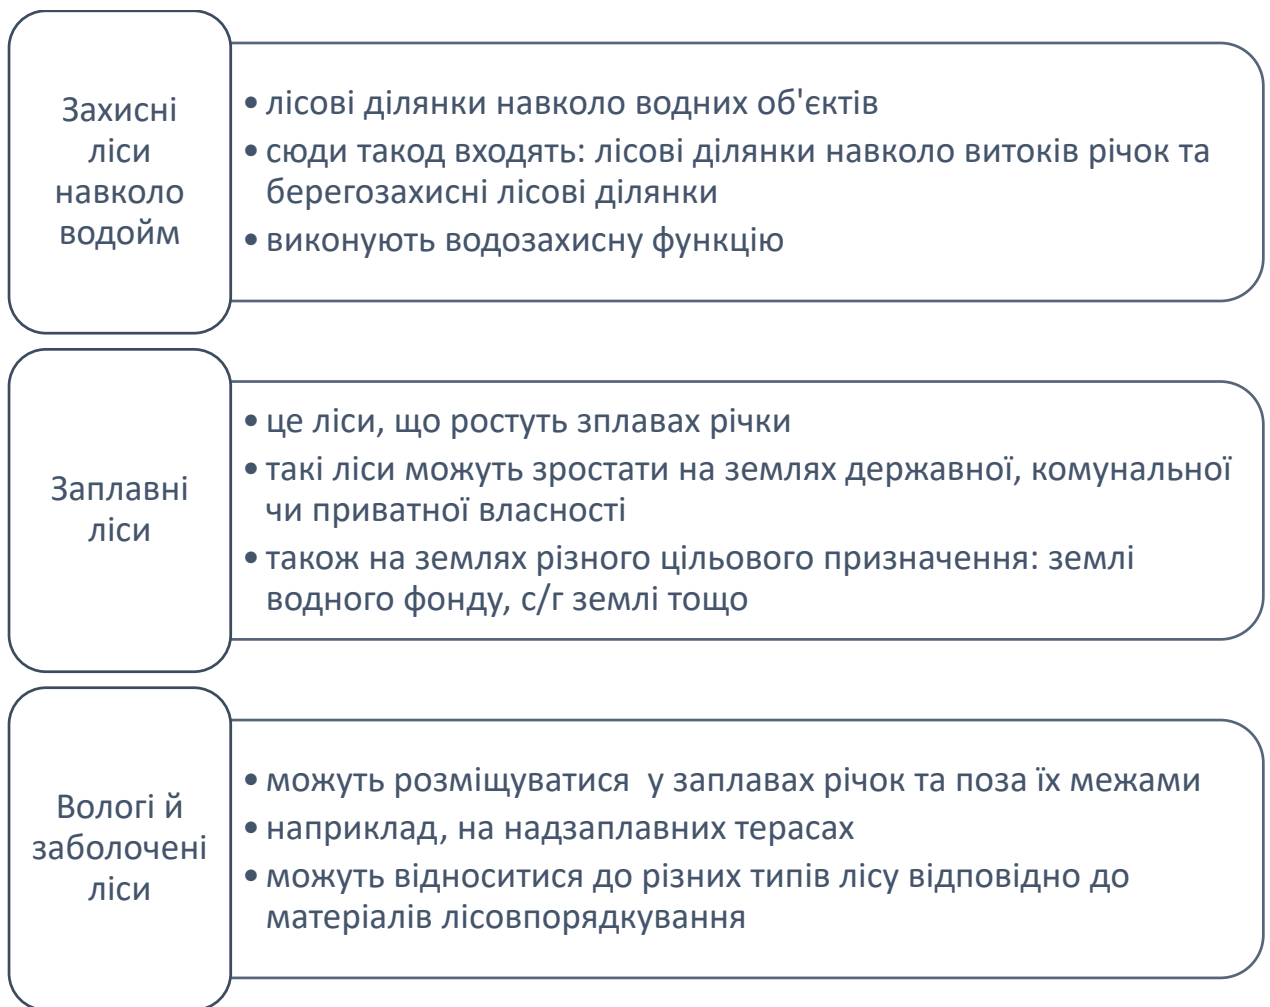 Захисні
ліси
навколо
водойм
• лісові ділянки навколо водних об'єктів
• сюди такод входять: лісові ділянки навколо витоків річок та
берегозахисні лісові ділянки
• виконують водозахисну функцію
Заплавні
ліси
• це ліси, що ростуть зплавах річки
• такі ліси можуть зростати на землях державної, комунальної
чи приватної власності
• також на землях різного цільового призначення: землі
водного фонду, с/г землі тощо
Вологі й
заболочені
ліси
• можуть розміщуватися  у заплавах річок та поза їх межами
• наприклад, на надзаплавних терасах
• можуть відноситися до різних типів лісу відповідно до
матеріалів лісовпорядкування